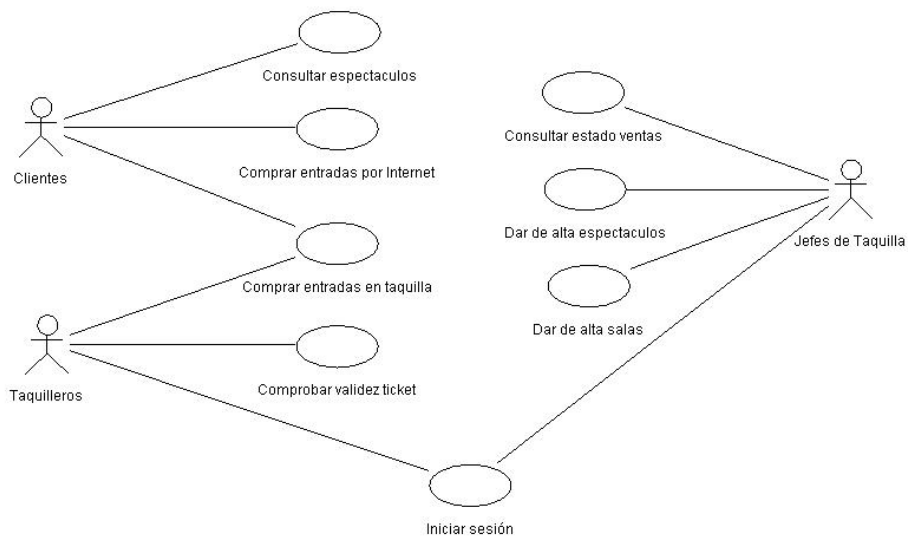 Consultar espectaculos
Consultar estado ventas
Clientes
Comprar entradas por Internet
Dar de alta espectaculos
Jefes de Taquilla
Comprar entradas en taquilla
Dar de alta salas
Taquilleros
Comprobar validez ticket
Iniciar sesión